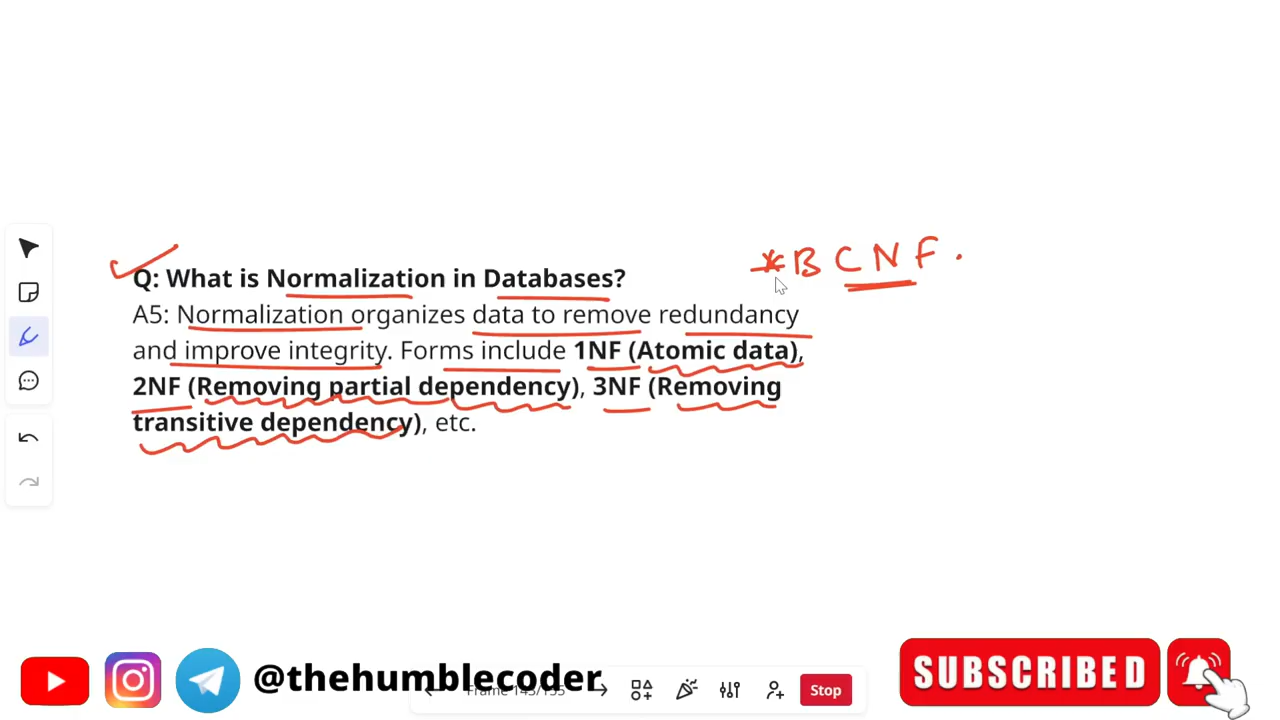 *BCNF.
Q: What is Normalization in Databases?
A5: Normalization organizes data to remove redundancy
and improve integrity. Forms include 1NF (Atomic data),
2NF (Removing partial dependency), 3NF (Removing
transitive dependency), etc.
@thehumblecoder
Stop
SUBSCRIBED